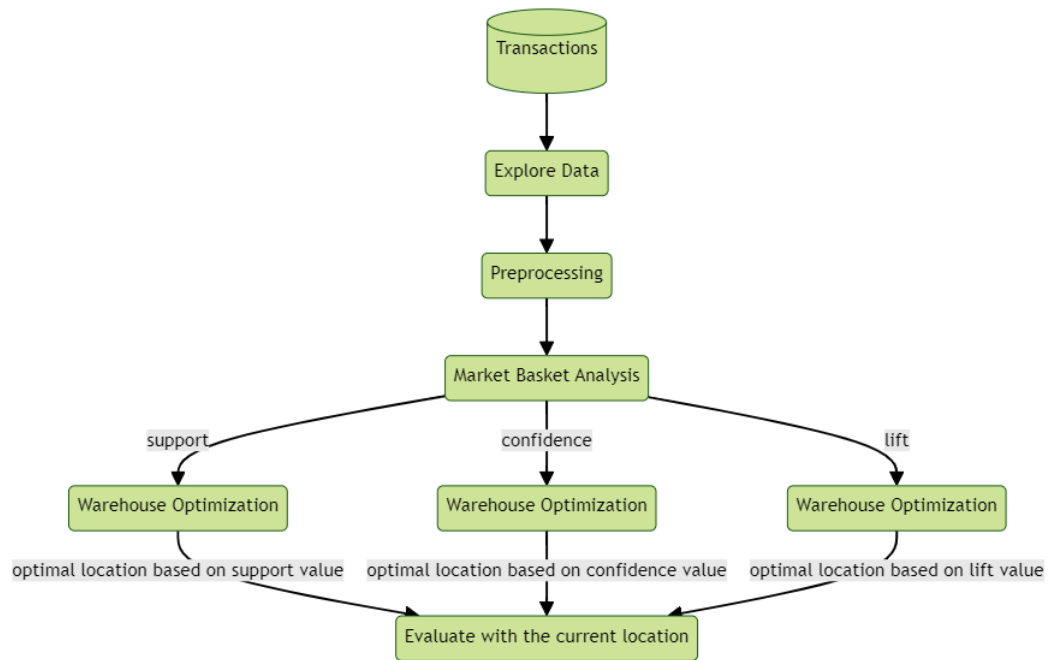 Transactions
Explore Data
Preprocessing
Market Basket Analysis
support
confidence
lift
Warehouse Optimization
Warehouse Optimization
Warehouse Optimization
optimal location based on support value
optimal location based on confidence value
optimal location based on lift value
Evaluate with the current location